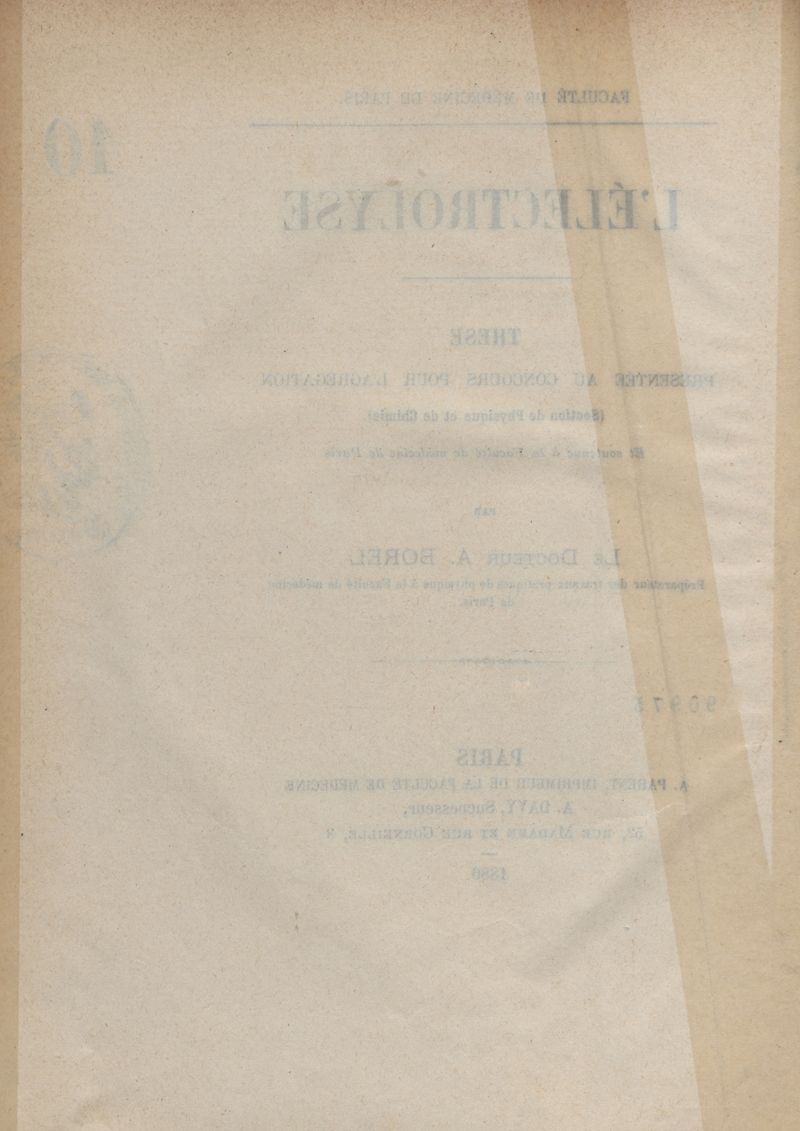 FACULTÉ DE MÉDECINE DE PARIS.
10
L'ÉLECTROLYSE
THESE
PRÉSENTÉE AU CONCOURS POUR L'AGRÉGATION
(Section de Physique et de Chimie)
Et soutenue à la Faculté de médecine de Paris
PAR
LE DOCTEUR A. BOREL
Préparateur des travaux pratiques de physique à la Faculté de médecine
de Paris.
90975
PARIS
A. PARENT, IMPRIMEUR DE LA FACULTÉ DE MÉDECINE
A. DAVY, Successeur,
52, RUE MADAME ET RUE CORNEILLE, 3
1886